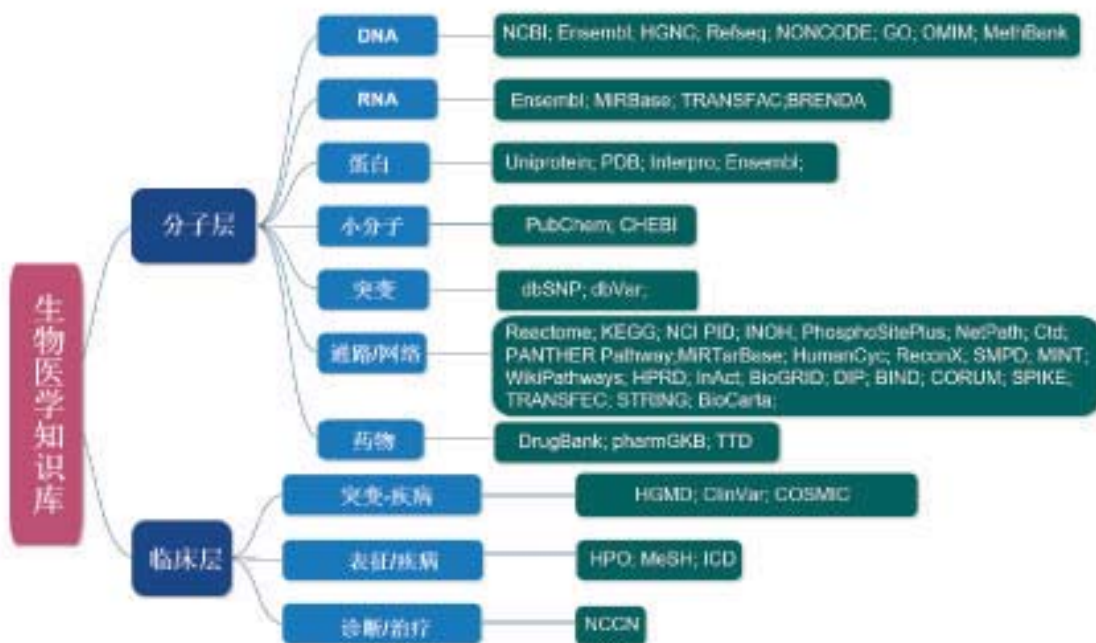 生物医学知识库
分子层
DNA
NCBI; Ensembl; HGNC; Refseq; NONCODE; GO; OMIM; MethBank
RNA
Ensembl; MiRBase; TRANSFAC;BRENDA
蛋白
Uniprotein; PDB; Interpro; Ensembl;
小分子
PubChem; CHEBI
突变
dbSNP; dbVar;
通路/网络
Reectome; KEGG; NCI PID; INOH; PhosphoSitePlus; NetPath; Ctd;
PANTHER Pathway;MiRTarBase; HumanCyc; ReconX; SMPD; MINT;
WikiPathways; HPRD; InAct; BioGRID; DIP; BIND; CORUM; SPIKE;
TRANSFEC; STRING; BioCarta;
药物
DrugBank; pharmGKB; TTD
临床层
突变-疾病
HGMD; ClinVar; COSMIC
表征/疾病
HPO; MeSH; ICD
诊断/治疗
NCCN